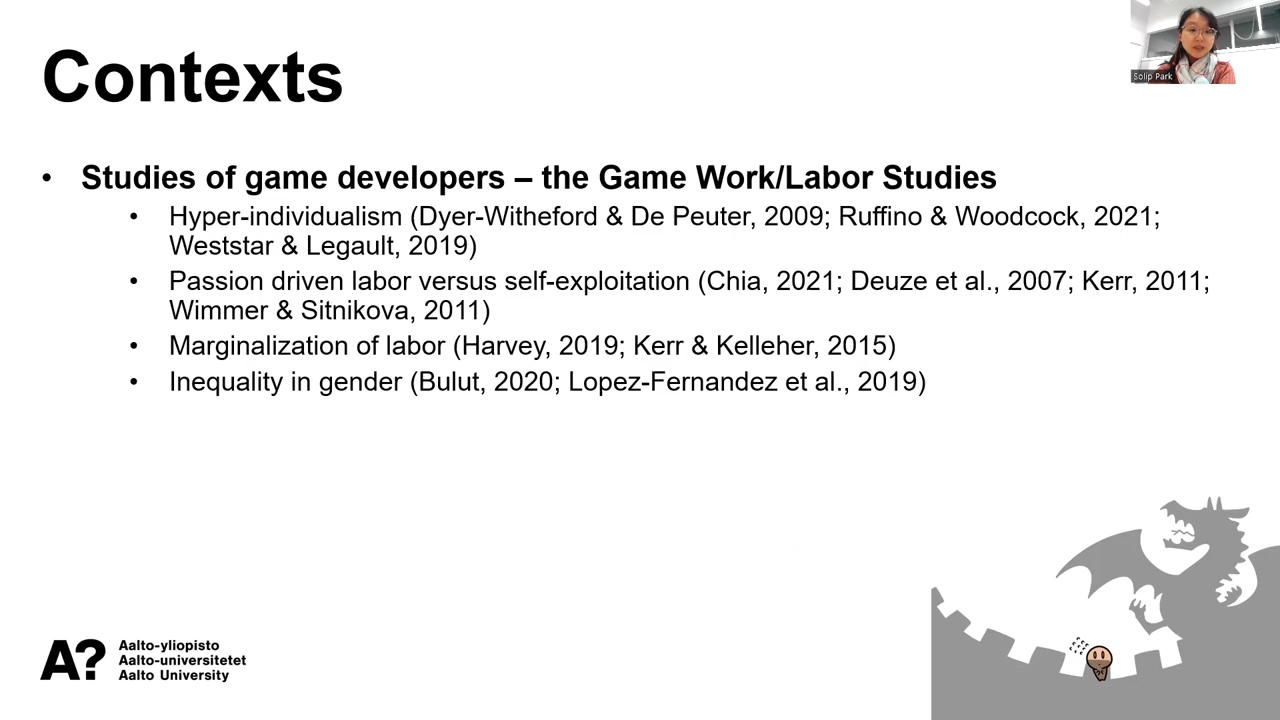 Contexts
Solip Park
• Studies of game developers – the Game Work/Labor Studies
• Hyper-individualism (Dyer-Witheford & De Peuter, 2009; Ruffino & Woodcock, 2021;
Weststar & Legault, 2019)
• Passion driven labor versus self-exploitation (Chia, 2021; Deuze et al., 2007; Kerr, 2011;
Wimmer & Sitnikova, 2011)
• Marginalization of labor (Harvey, 2019; Kerr & Kelleher, 2015)
• Inequality in gender (Bulut, 2020; Lopez-Fernandez et al., 2019)
A?
Aalto-yliopisto
Aalto-universitetet
Aalto University